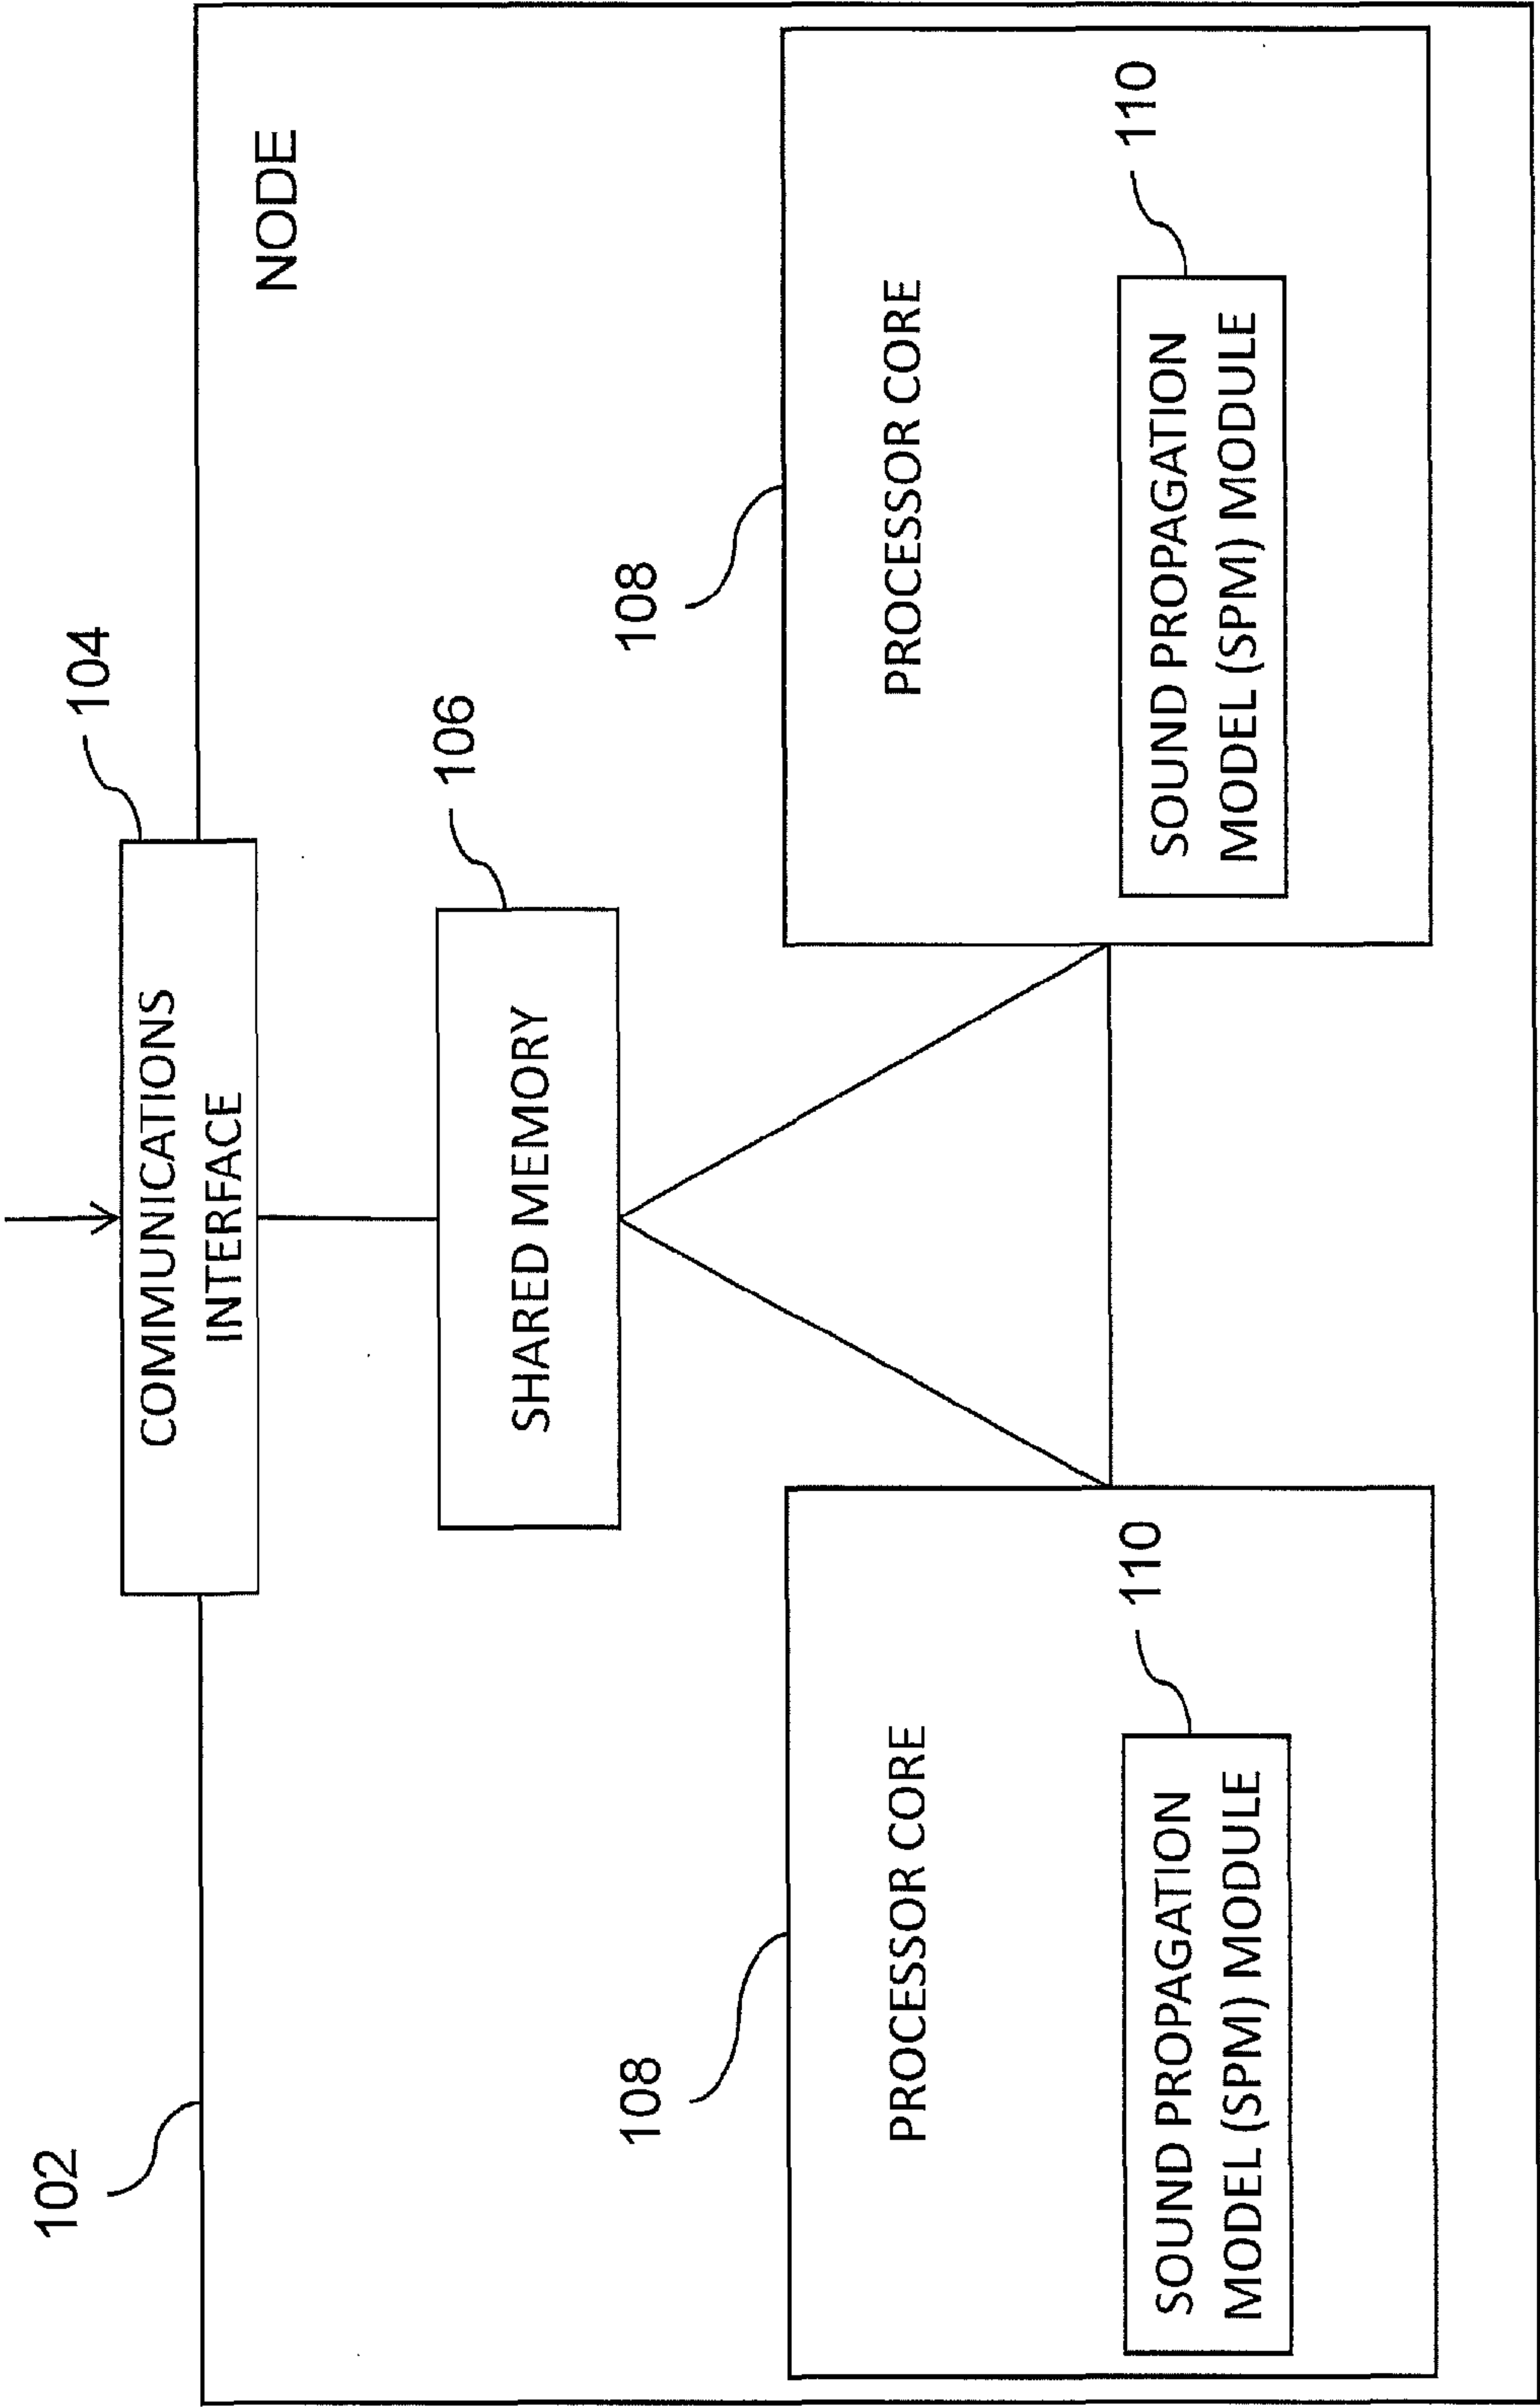 104
COMMUNICATIONS
INTERFACE
102
NODE
106
SHARED MEMORY
108
PROCESSOR CORE
110
SOUND PROPAGATION
MODEL (SPM) MODULE
108
PROCESSOR CORE
110
SOUND PROPAGATION
MODEL (SPM) MODULE